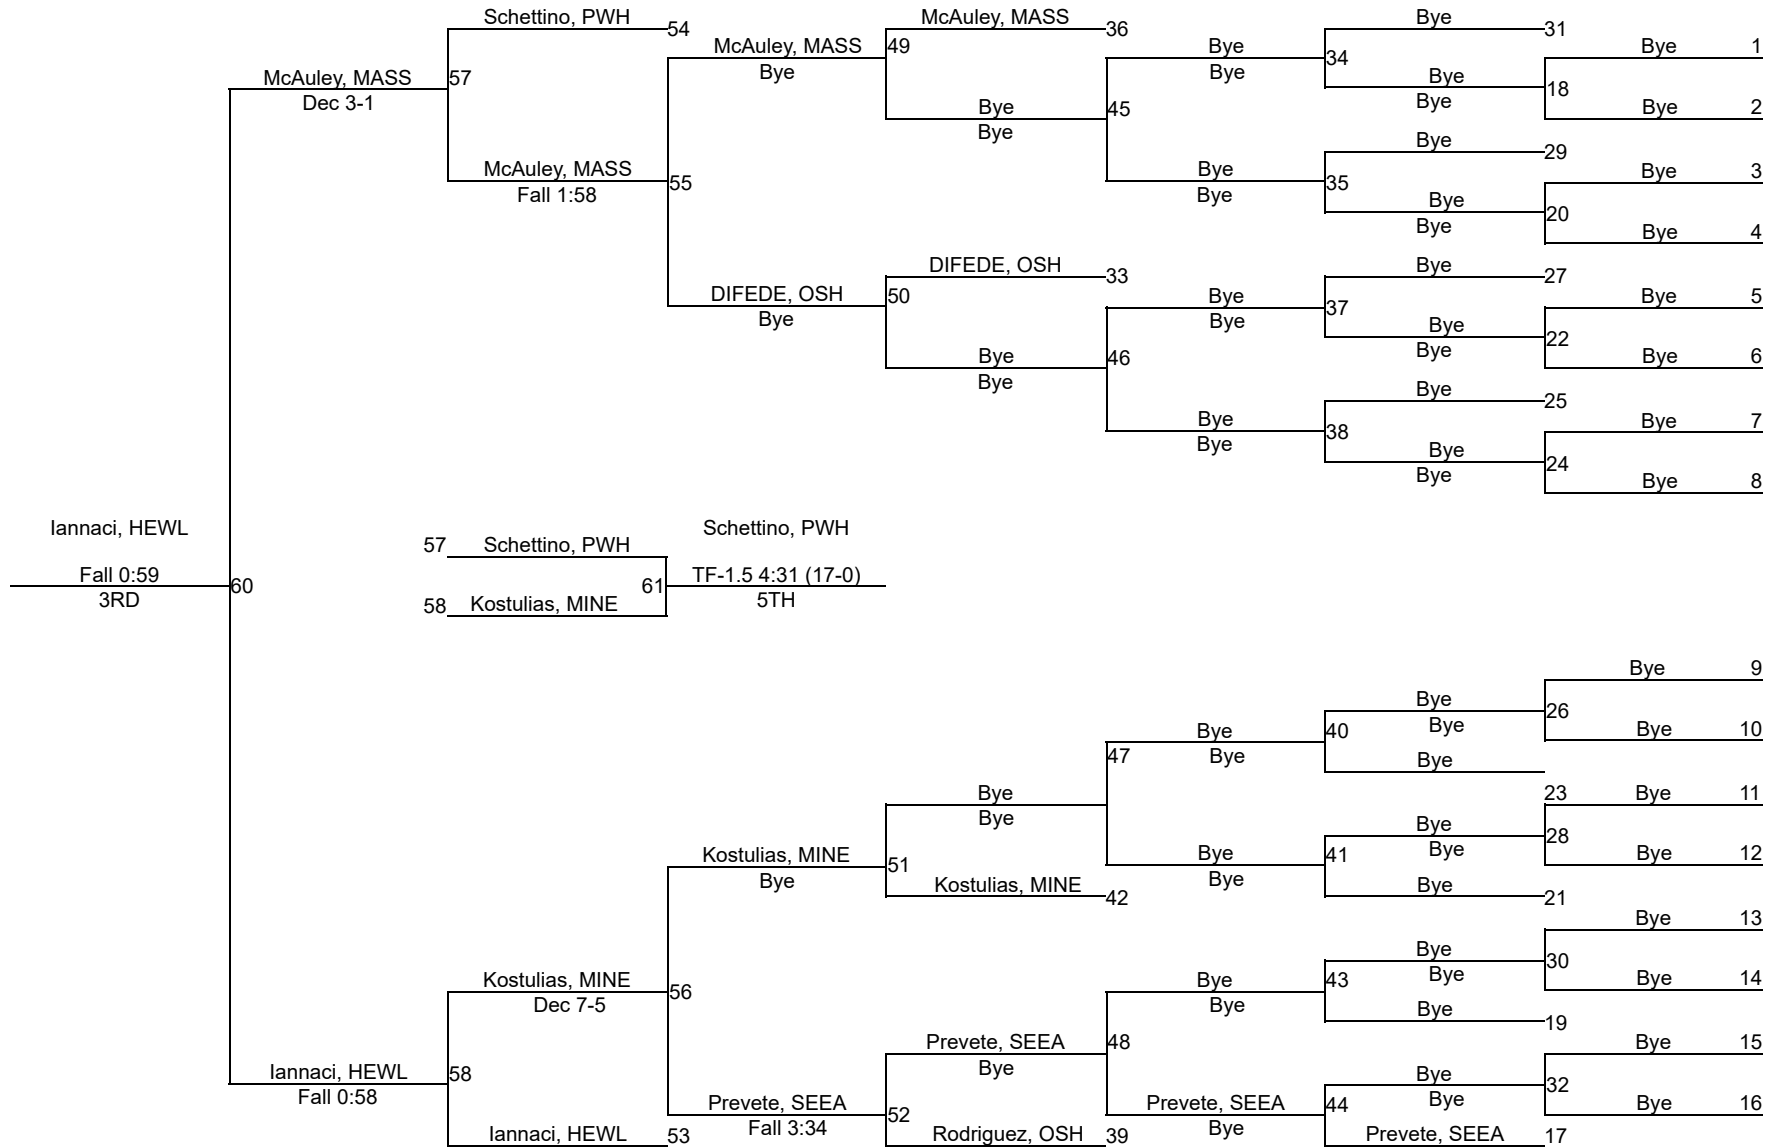 Schettino, PWH 54 McAuley, MASS 36 Bye 31
McAuley, MASS 49 Bye Bye 1
McAuley, MASS 57 Bye Bye 34 Bye 18
Dec 3-1 Bye Bye 2
Bye 45
Bye Bye 29
McAuley, MASS 55 Bye 35 Bye 3
Fall 1:58 Bye Bye 20
Bye Bye 4
DIFEDE, OSH 33 Bye 27
DIFEDE, OSH 50 Bye 37 Bye 5
Bye Bye Bye 22
Bye 46 Bye Bye 6
Bye Bye 25
Bye 38 Bye 7
Bye Bye 24
Bye Bye 8
Iannaci, HEWL Schettino, PWH
57 Schettino, PWH
Fall 0:59 60 61 TF-1.5 4:31 (17-0)
3RD 58 Kostulias, MINE 5TH
Bye 9
Bye 26
Bye 40 Bye Bye 10
47 Bye Bye
Bye 23 Bye 11
Bye Bye 28
Kostulias, MINE 51 Bye 41 Bye Bye 12
Bye Kostulias, MINE 42 Bye Bye 21
Bye 13
Bye 30
Kostulias, MINE 56 Bye 43 Bye Bye 14
Dec 7-5 Bye Bye 19
Prevete, SEEA 48 Bye 15
Iannaci, HEWL 58 Bye Bye 32
Fall 0:58 Prevete, SEEA 52 Prevete, SEEA 44 Bye Bye 16
Iannaci, HEWL 53 Fall 3:34 Rodriguez, OSH 39 Bye Prevete, SEEA 17